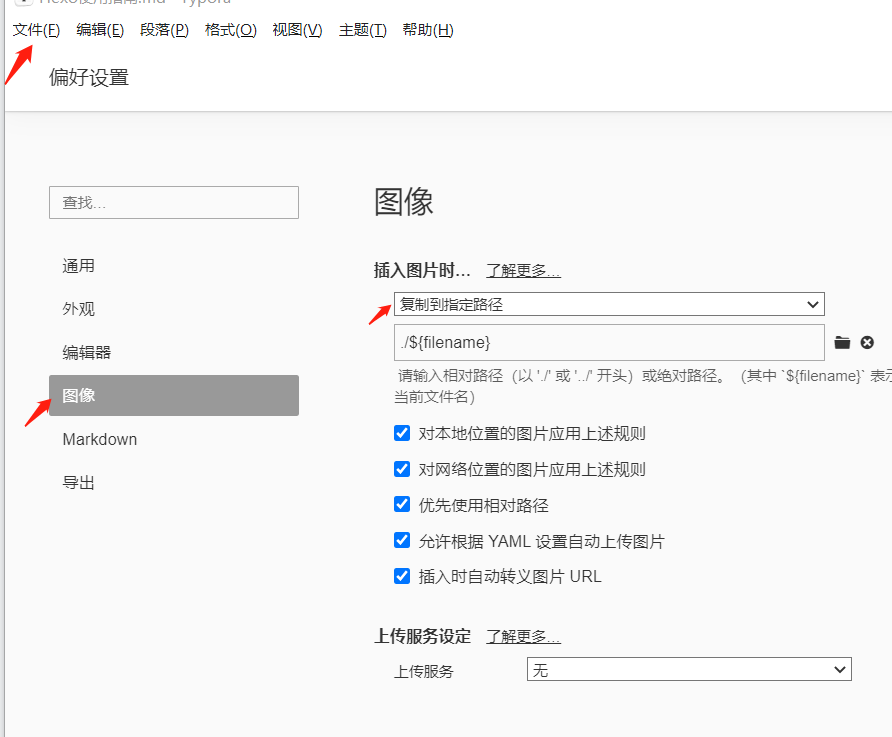 文件(F) 编辑(E) 段落(P) 格式(O) 视图(V) 主题(T) 帮助(H)
偏好设置
查找...
通用
外观
编辑器
图像
Markdown
导出
图像
插入图片时... 了解更多...
复制到指定路径
./${filename}
请输入相对路径（以 './' 或 '../' 开头）或绝对路径。（其中 `${filename}` 表示
当前文件名）
对本地位置的图片应用上述规则
对网络位置的图片应用上述规则
优先使用相对路径
允许根据 YAML 设置自动上传图片
插入时自动转义图片 URL
上传服务设定 了解更多...
上传服务 无